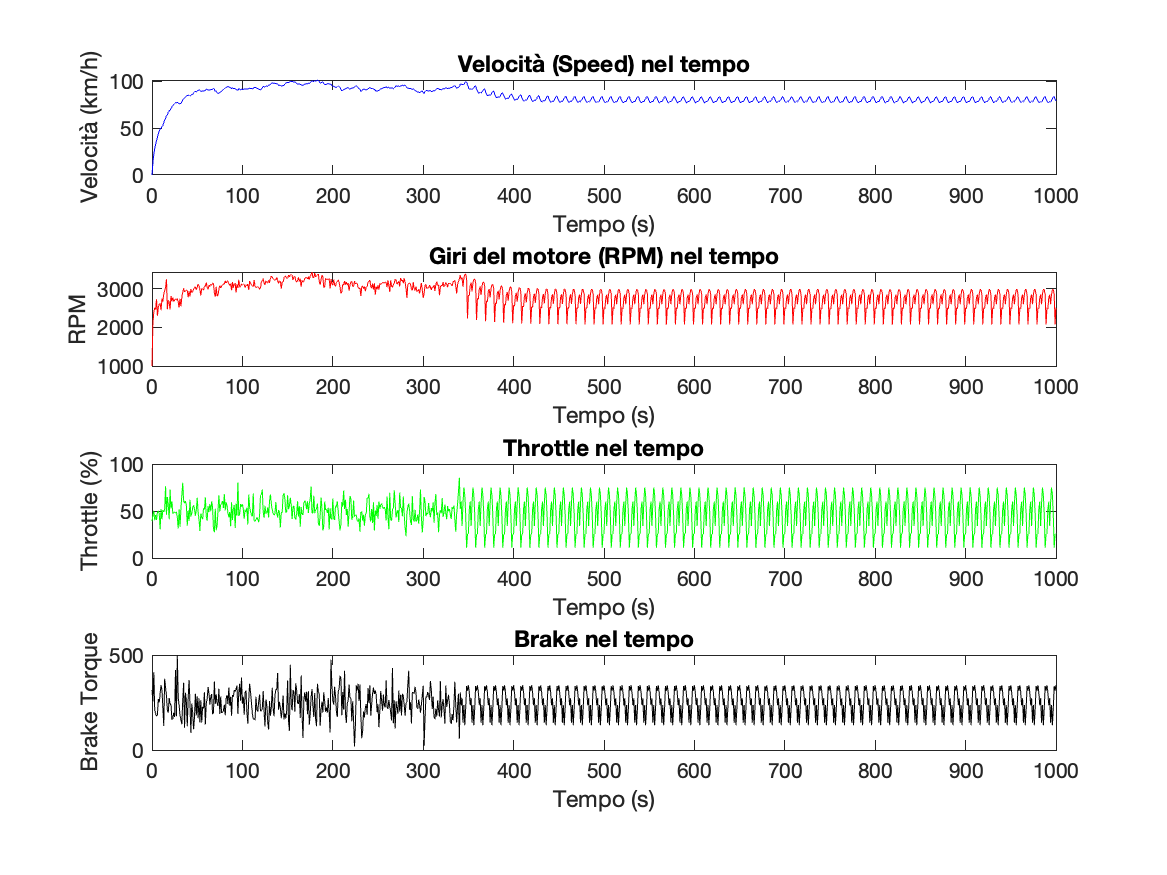 Velocità (Speed) nel tempo
Velocità (km/h)
100
50
0
0 100 200 300 400 500 600 700 800 900 1000
Tempo (s)
Giri del motore (RPM) nel tempo
RPM
3000
2000
1000
0 100 200 300 400 500 600 700 800 900 1000
Tempo (s)
Throttle nel tempo
Throttle (%)
100
50
0
0 100 200 300 400 500 600 700 800 900 1000
Tempo (s)
Brake nel tempo
Brake Torque
500
0
0 100 200 300 400 500 600 700 800 900 1000
Tempo (s)